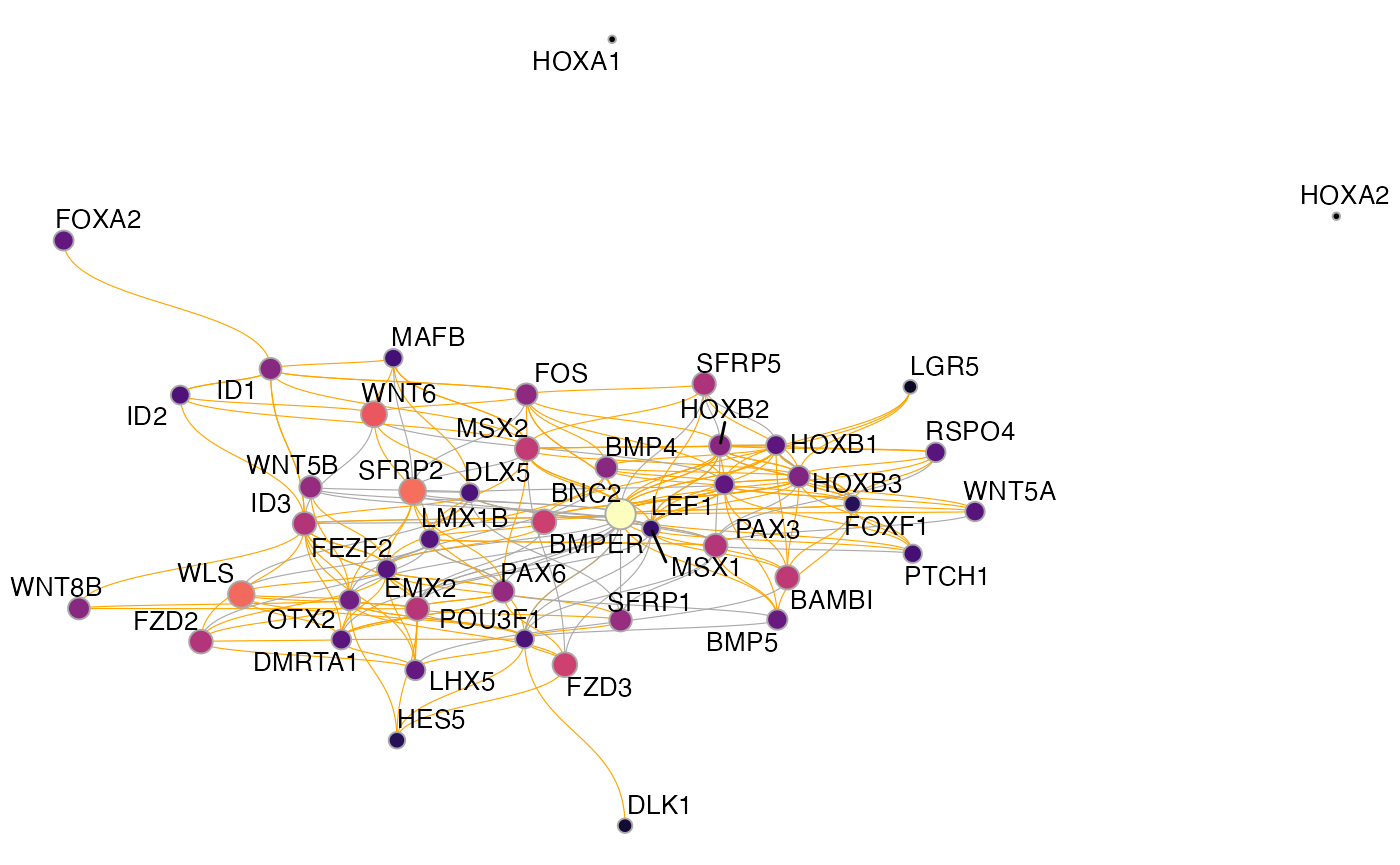 HOXA1
HOXA2
FOXA2
MAFB
SFRP5
LGR5
FOS
ID1
WNT6
ID2
HOXB2
MSX2
RSPO4
BMP4
HOXB1
WNT5B
SFRP2
DLX5
HOXB3
BNC2
WNT5A
ID3
LEF1
LMX1B
FOXF1
PAX3
FEZF2
BMPER
MSX1
WLS
PAX6
PTCH1
WNT8B
EMX2
SFRP1
BAMBI
FZD2
OTX2
POU3F1
BMP5
DMRTA1
LHX5
FZD3
HES5
DLK1